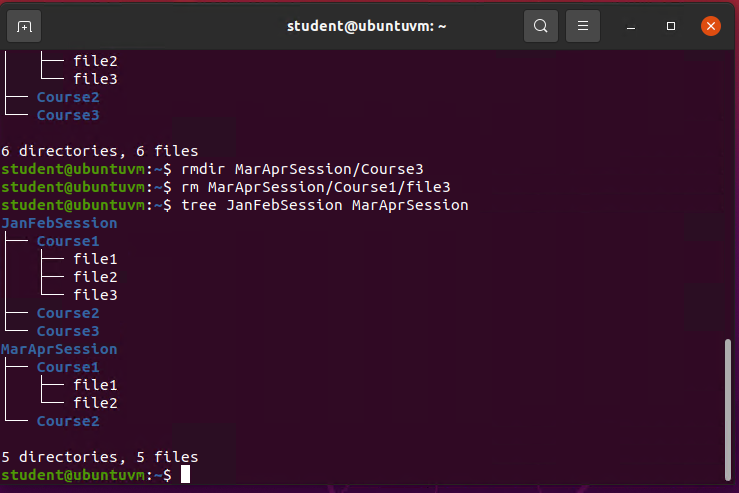 student@ubuntuvm: ~
│   ├── file2
│   └── file3
├── Course2
└── Course3
6 directories, 6 files
student@ubuntuvm:~$ rmdir MarAprSession/Course3
student@ubuntuvm:~$ rm MarAprSession/Course1/file3
student@ubuntuvm:~$ tree JanFebSession MarAprSession
JanFebSession
├── Course1
│   ├── file1
│   ├── file2
│   └── file3
├── Course2
└── Course3
MarAprSession
├── Course1
│   ├── file1
│   └── file2
└── Course2
5 directories, 5 files
student@ubuntuvm:~$